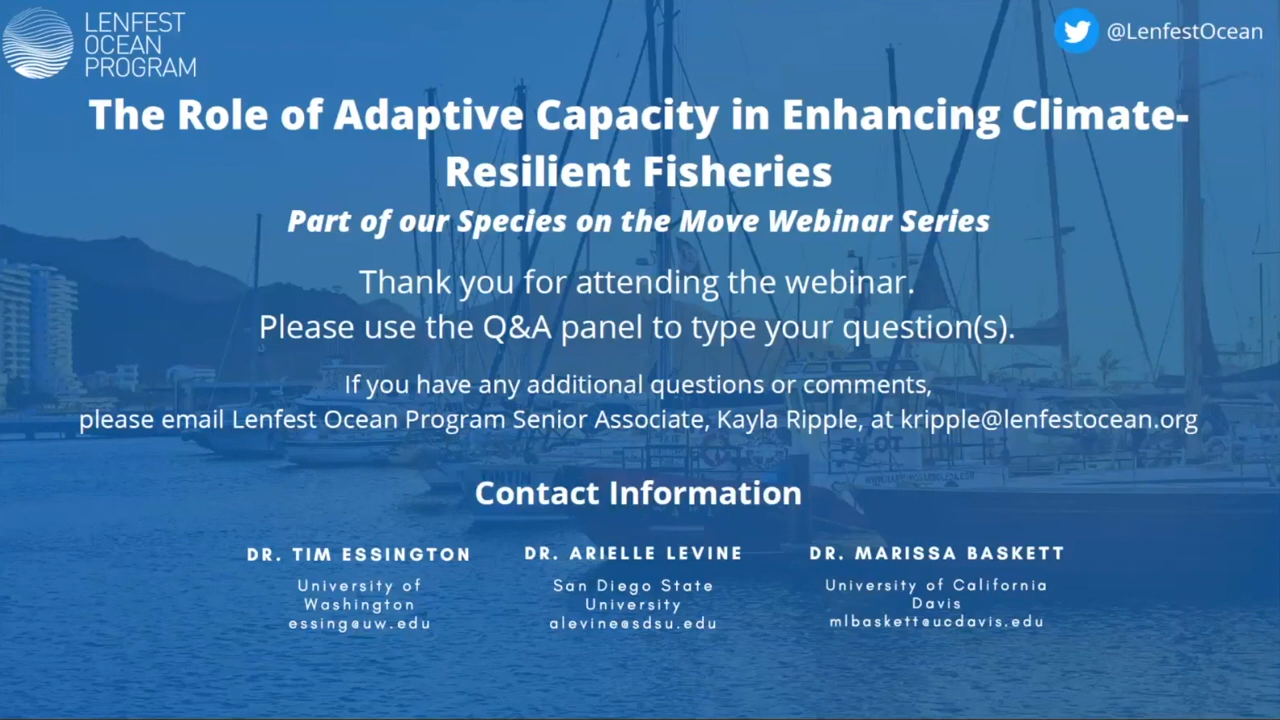 LENFEST
OCEAN
PROGRAM
@LenfestOcean
The Role of Adaptive Capacity in Enhancing Climate-
Resilient Fisheries
Part of our Species on the Move Webinar Series
Thank you for attending the webinar.
Please use the Q&A panel to type your question(s).
If you have any additional questions or comments,
please email Lenfest Ocean Program Senior Associate, Kayla Ripple, at kripple@lenfestocean.org
PILOT
Contact Information
DR. TIM ESSINGTON
University of
Washington
essing@uw.edu
DR. ARIELLE LEVINE
San Diego State
University
alevine@sdsu.edu
DR. MARISSA BASKETT
University of California
Davis
mlbaskett@ucdavis.edu